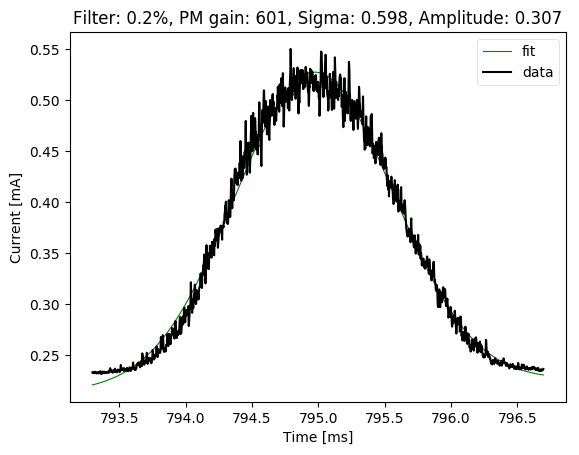 Filter: 0.2%, PM gain: 601, Sigma: 0.598, Amplitude: 0.307
fit
data
Current [mA]
0.55
0.50
0.45
0.40
0.35
0.30
0.25
793.5 794.0 794.5 795.0 795.5 796.0 796.5
Time [ms]